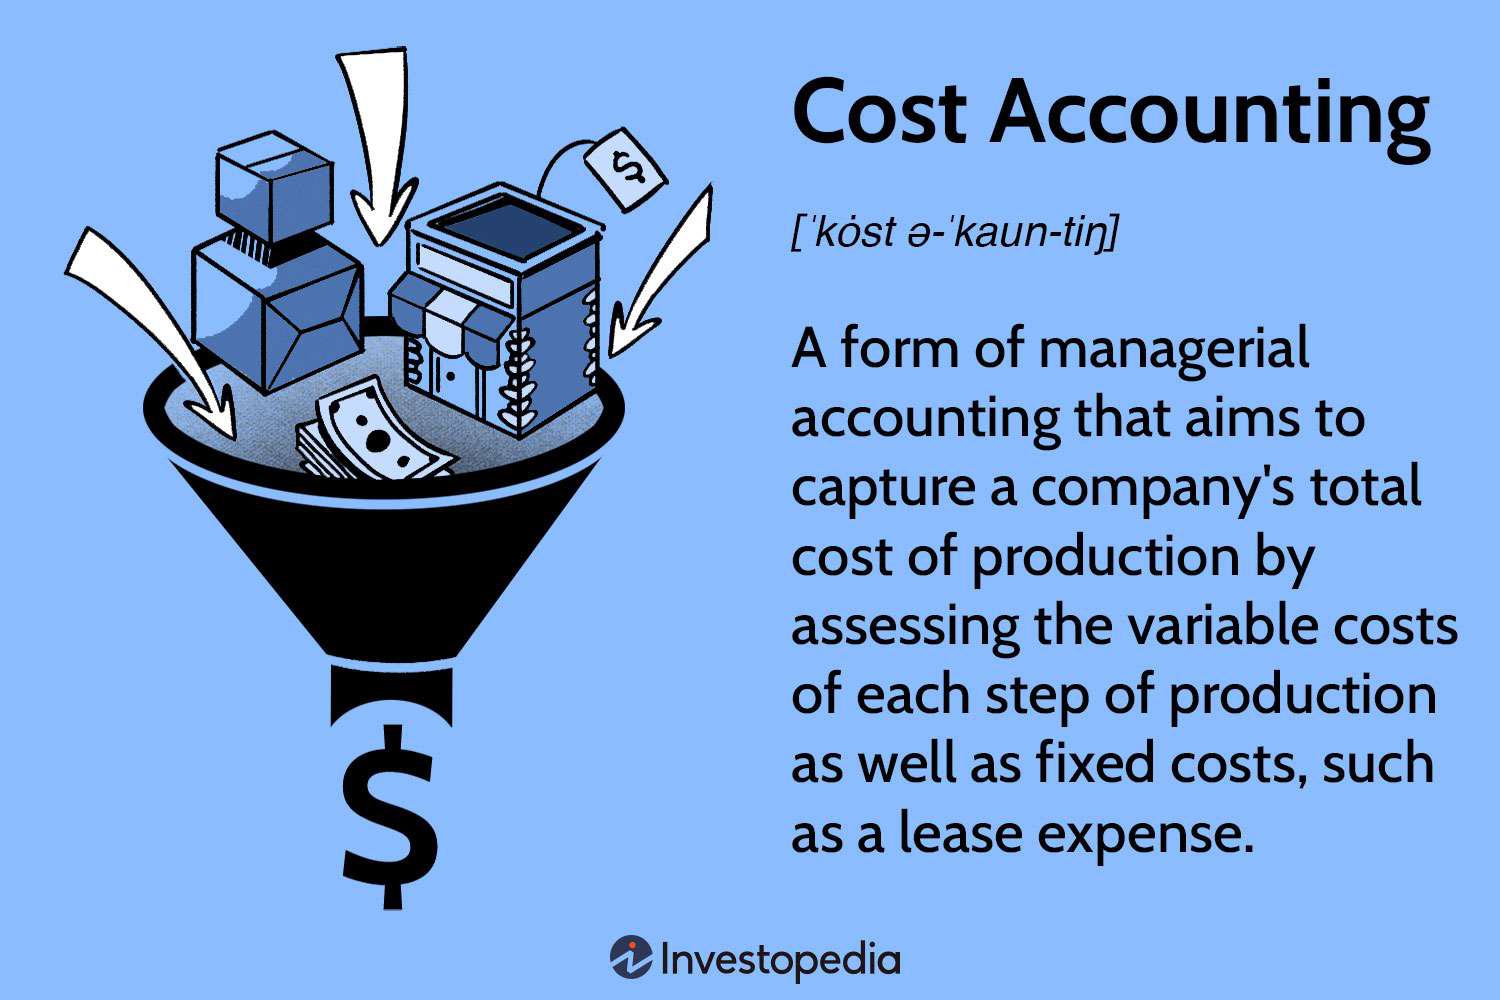 $
Cost Accounting
[ˈkȯst ə-ˈkau̇n-tiŋ]
A form of managerial
accounting that aims to
capture a company's total
cost of production by
assessing the variable costs
of each step of production
as well as fixed costs, such
as a lease expense.
$
Investopedia